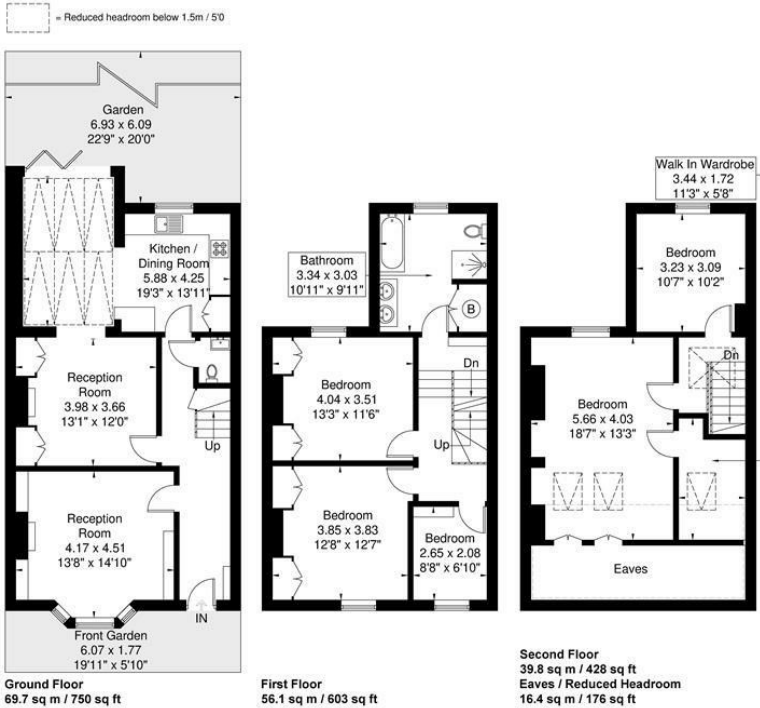 = Reduced headroom below 1.5m / 5'0
Garden
6.93 x 6.09
22'9" x 20'0"
Kitchen /
Dining Room
5.88 x 4.25
19'3" x 13'11"
Reception
Room
3.98 x 3.66
13'1" x 12'0"
Up
Reception
Room
4.17 x 4.51
13'8" x 14'10"
IN
Front Garden
6.07 x 1.77
19'11" x 5'10"
Ground Floor
69.7 sq m / 750 sq ft
Bathroom
3.34 x 3.03
10'11" x 9'11"
B
Dn
Bedroom
4.04 x 3.51
13'3" x 11'6"
Up
Bedroom
3.85 x 3.83
12'8" x 12'7"
Bedroom
2.65 x 2.08
8'8" x 6'10"
First Floor
56.1 sq m / 603 sq ft
Walk In Wardrobe
3.44 x 1.72
11'3" x 5'8"
Bedroom
3.23 x 3.09
10'7" x 10'2"
Dn
Bedroom
5.66 x 4.03
18'7" x 13'3"
Eaves
Second Floor
39.8 sq m / 428 sq ft
Eaves / Reduced Headroom
16.4 sq m / 176 sq ft